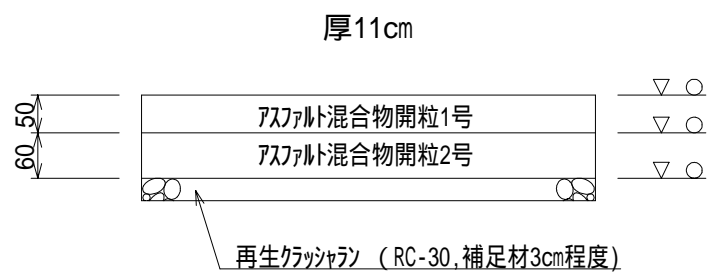 厚11cm
50
ｱｽﾌｧﾙﾄ混合物開粒1号
60
ｱｽﾌｧﾙﾄ混合物開粒2号
再生ｸﾗｯｼｬﾗﾝ （RC-30,補足材3cm程度)